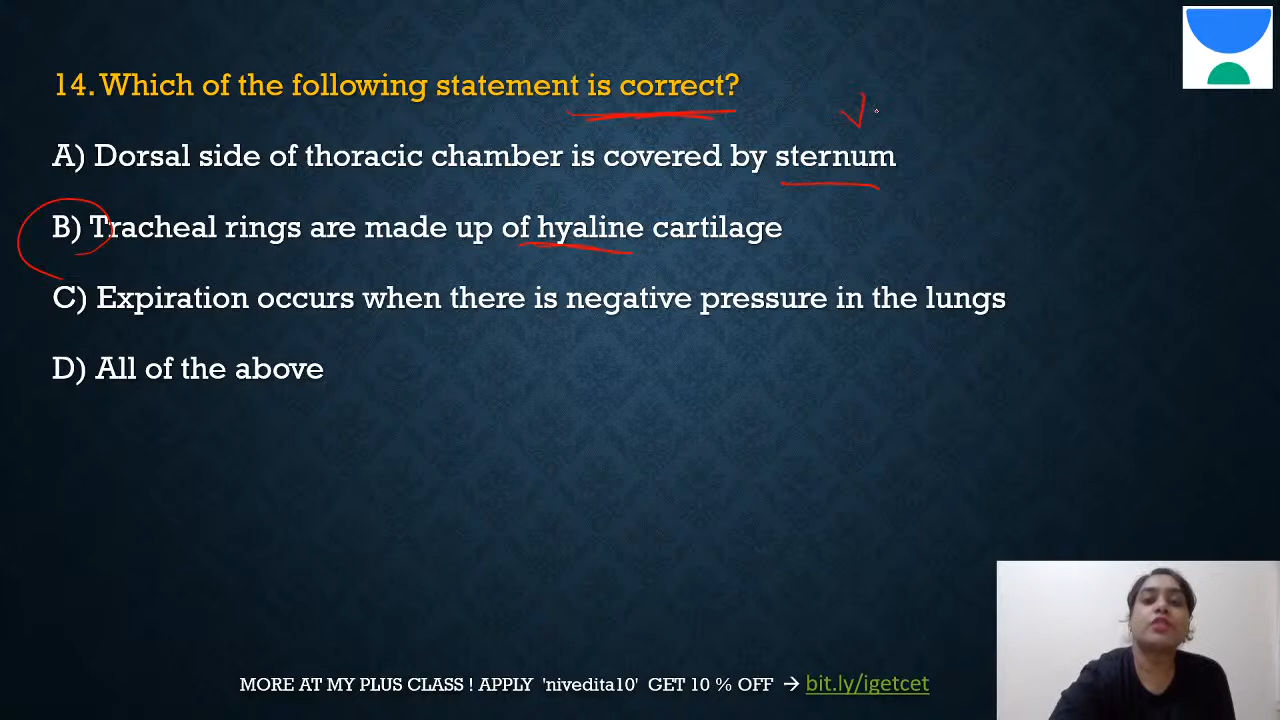 14. Which of the following statement is correct?
A) Dorsal side of thoracic chamber is covered by sternum
B) Tracheal rings are made up of hyaline cartilage
C) Expiration occurs when there is negative pressure in the lungs
D) All of the above
MORE AT MY PLUS CLASS ! APPLY 'nivedita10' GET 10 % OFF → bit.ly/igetcet